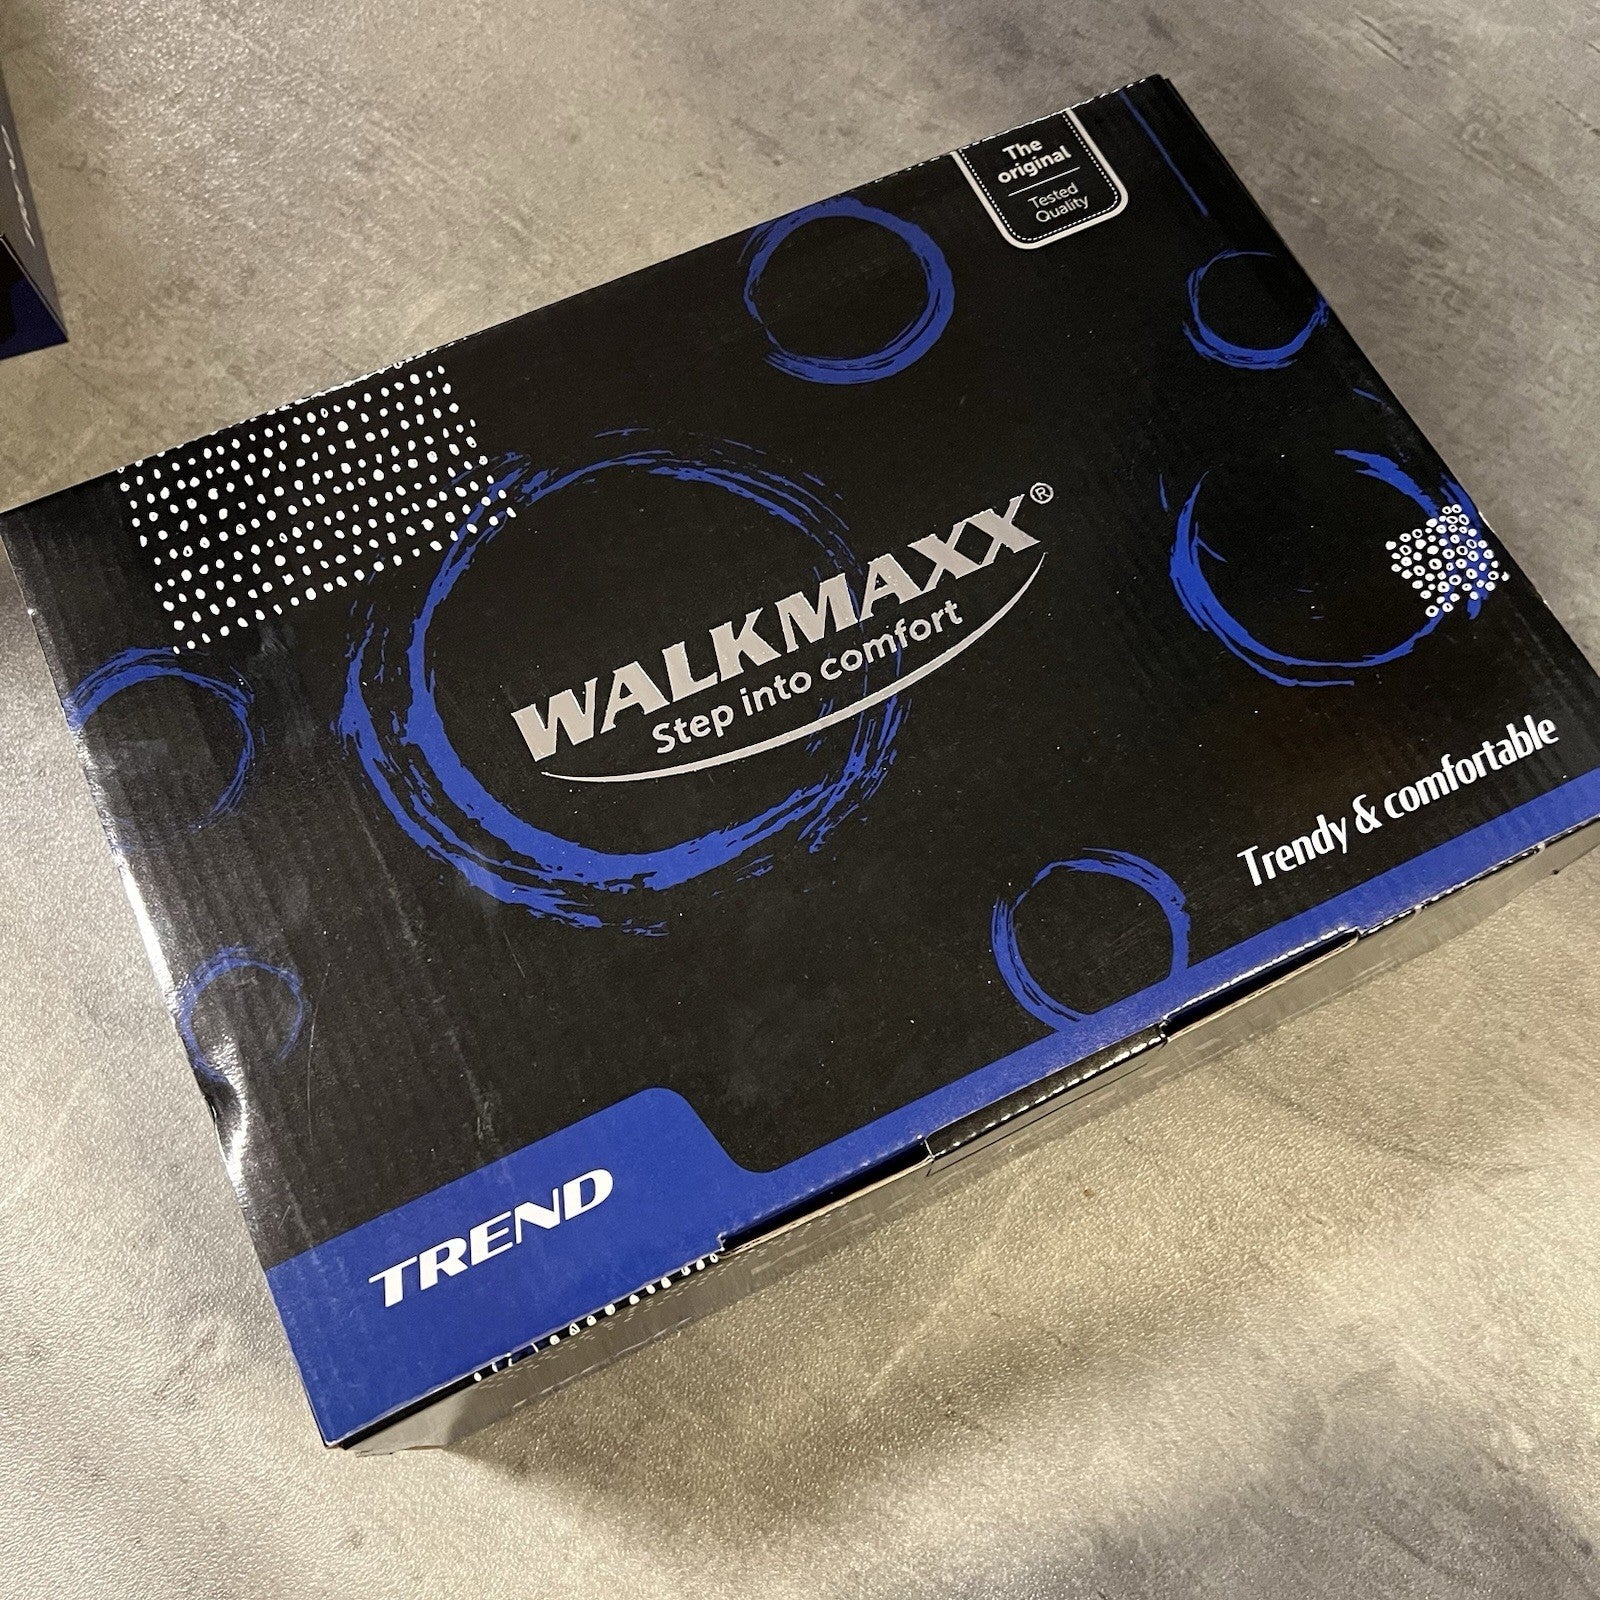 The
original
Tested
Quality
WALKMAXX®
Step into comfort
Trendy & comfortable
TREND